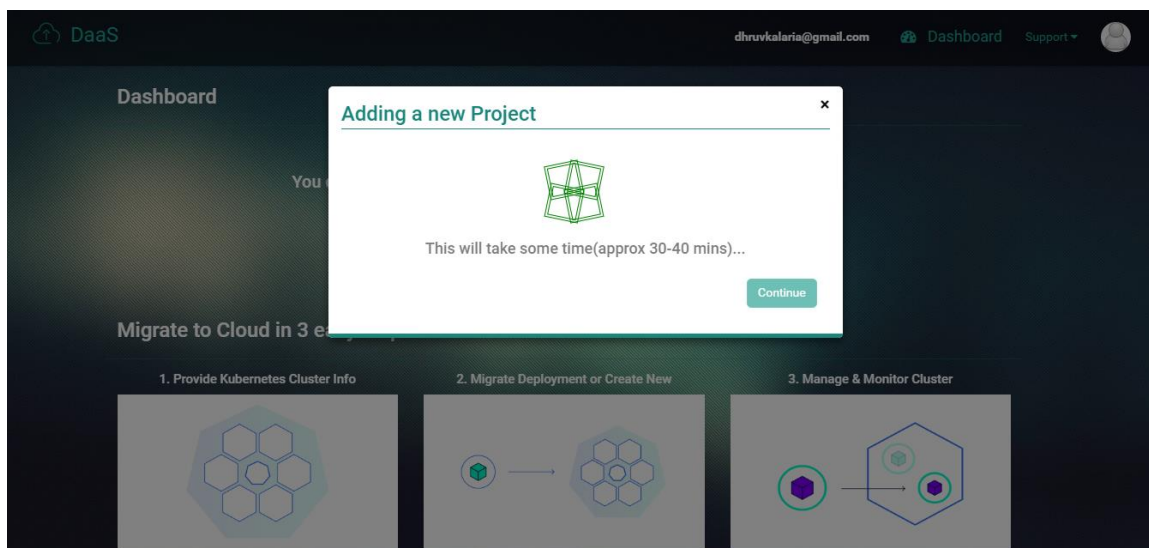 DaaS
dhruvkalaria@gmail.com
Dashboard
Support
Dashboard
Adding a new Project
×
You
This will take some time(approx 30-40 mins)...
Continue
Migrate to Cloud in 3
1. Provide Kubernetes Cluster Info
2. Migrate Deployment or Create New
3. Manage & Monitor Cluster